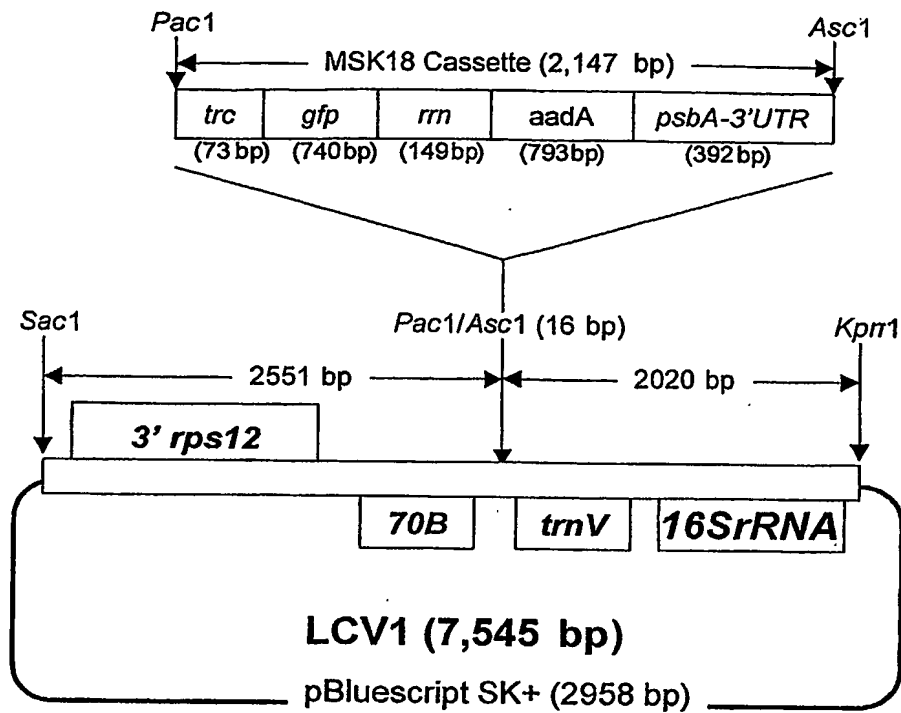 Pac1 Asc1
MSK18 Cassette (2,147 bp)
trc gfp rrn aadA psbA-3'UTR
(73 bp) (740bp) (149bp) (793bp) (392bp)
Sac1 Pac1/Asc1 (16 bp) Kpn1
2551 bp 2020 bp
3' rps12
70B trnV 16SrRNA
LCV1 (7,545 bp)
pBluescript SK+ (2958 bp)